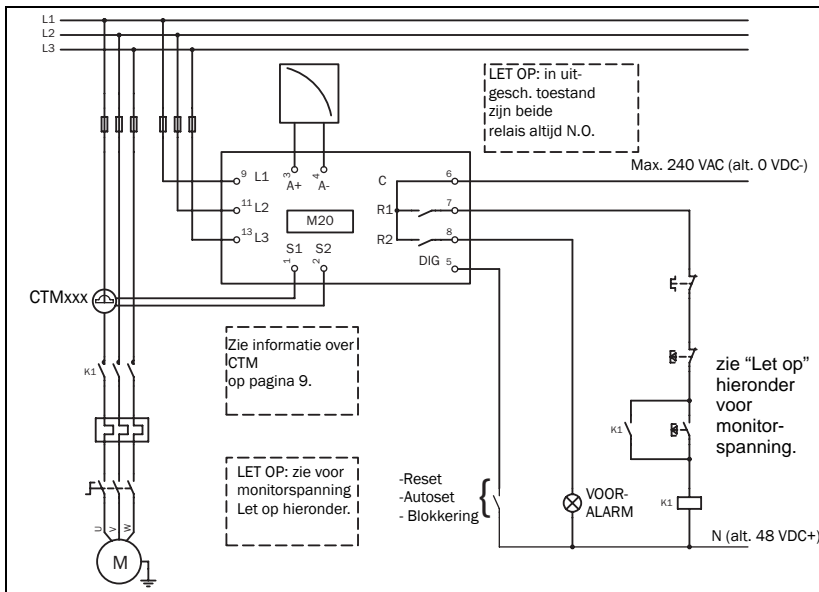 L1
L2
L3
LET OP: in uit-
gesch. toestand
zijn beide
relais altijd N.O.
Max. 240 VAC (alt. 0 VDC-)
9 L1
3 A+
4 A-
C 6
11 L2
R1 7
M20
13 L3
R2 8
S1 1
S2 2
DIG 5
CTMxxx
Zie informatie over
CTM
op pagina 9.
K1
zie “Let op”
hieronder
voor
monitor-
spanning.
K1
LET OP: zie voor
monitorspanning
Let op hieronder.
-Reset
-Autoset
- Blokkering
{
VOOR-
ALARM
K1
U V W
N (alt. 48 VDC+)
M